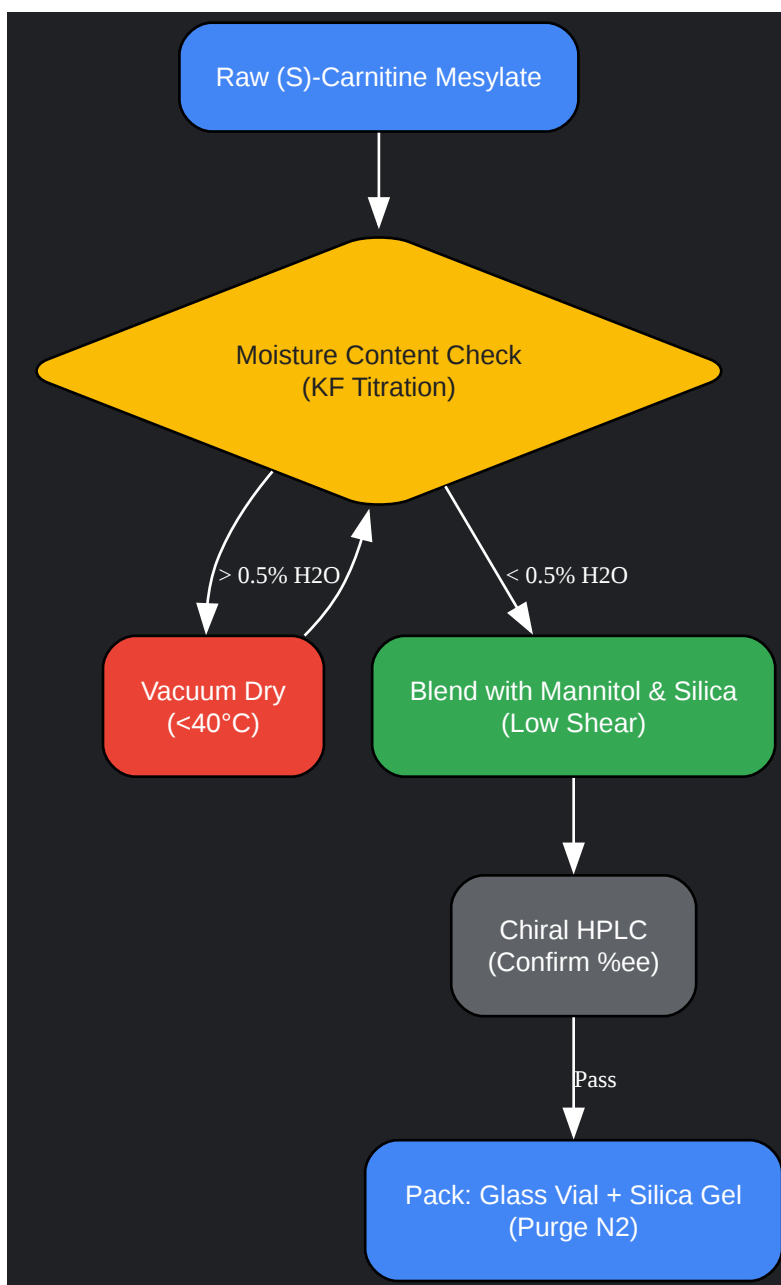 Raw (S)-Carnitine Mesylate
Moisture Content Check
(KF Titration)
> 0.5% H2O
< 0.5% H2O
Vacuum Dry
(<40°C)
Blend with Mannitol & Silica
(Low Shear)
Chiral HPLC
(Confirm %ee)
Pass
Pack: Glass Vial + Silica Gel
(Purge N2)